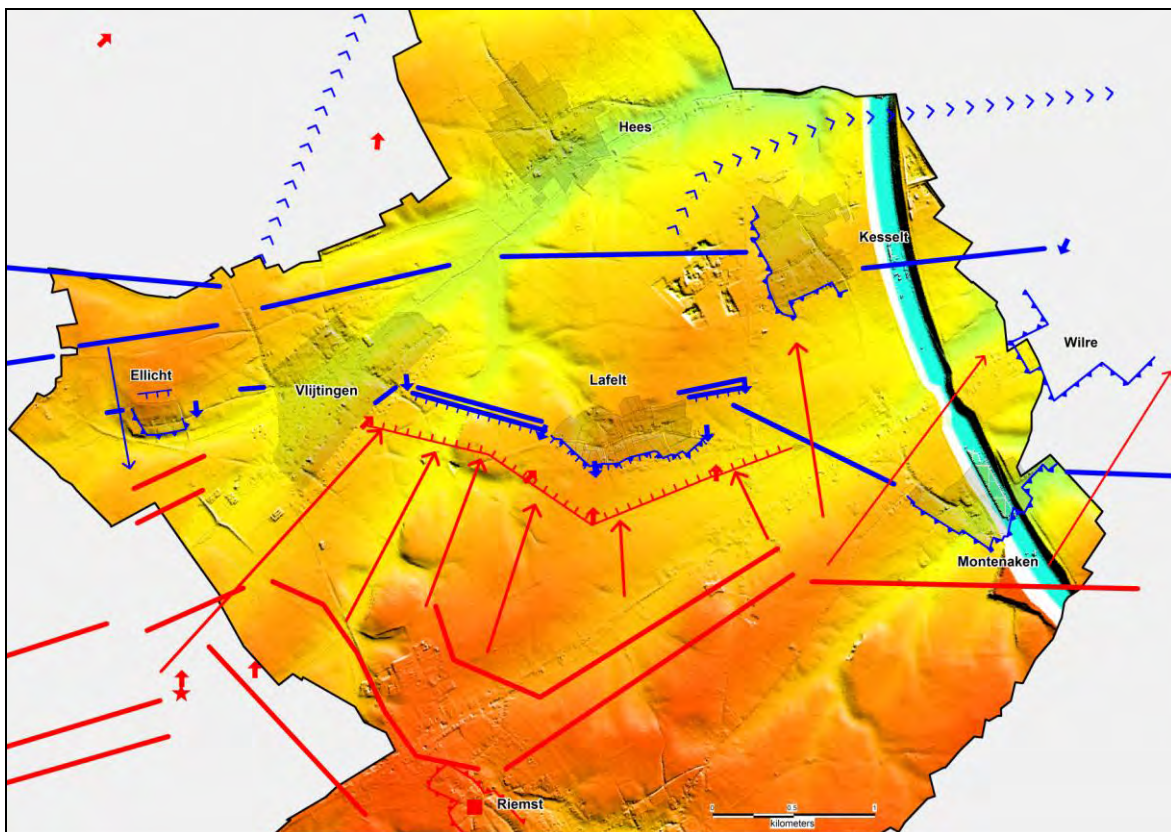 Hees
Kesselt
Wilre
Ellicht
Vlijtingen
Lafelt
Montenaken
Riemst
0 0.5 1
kilometers